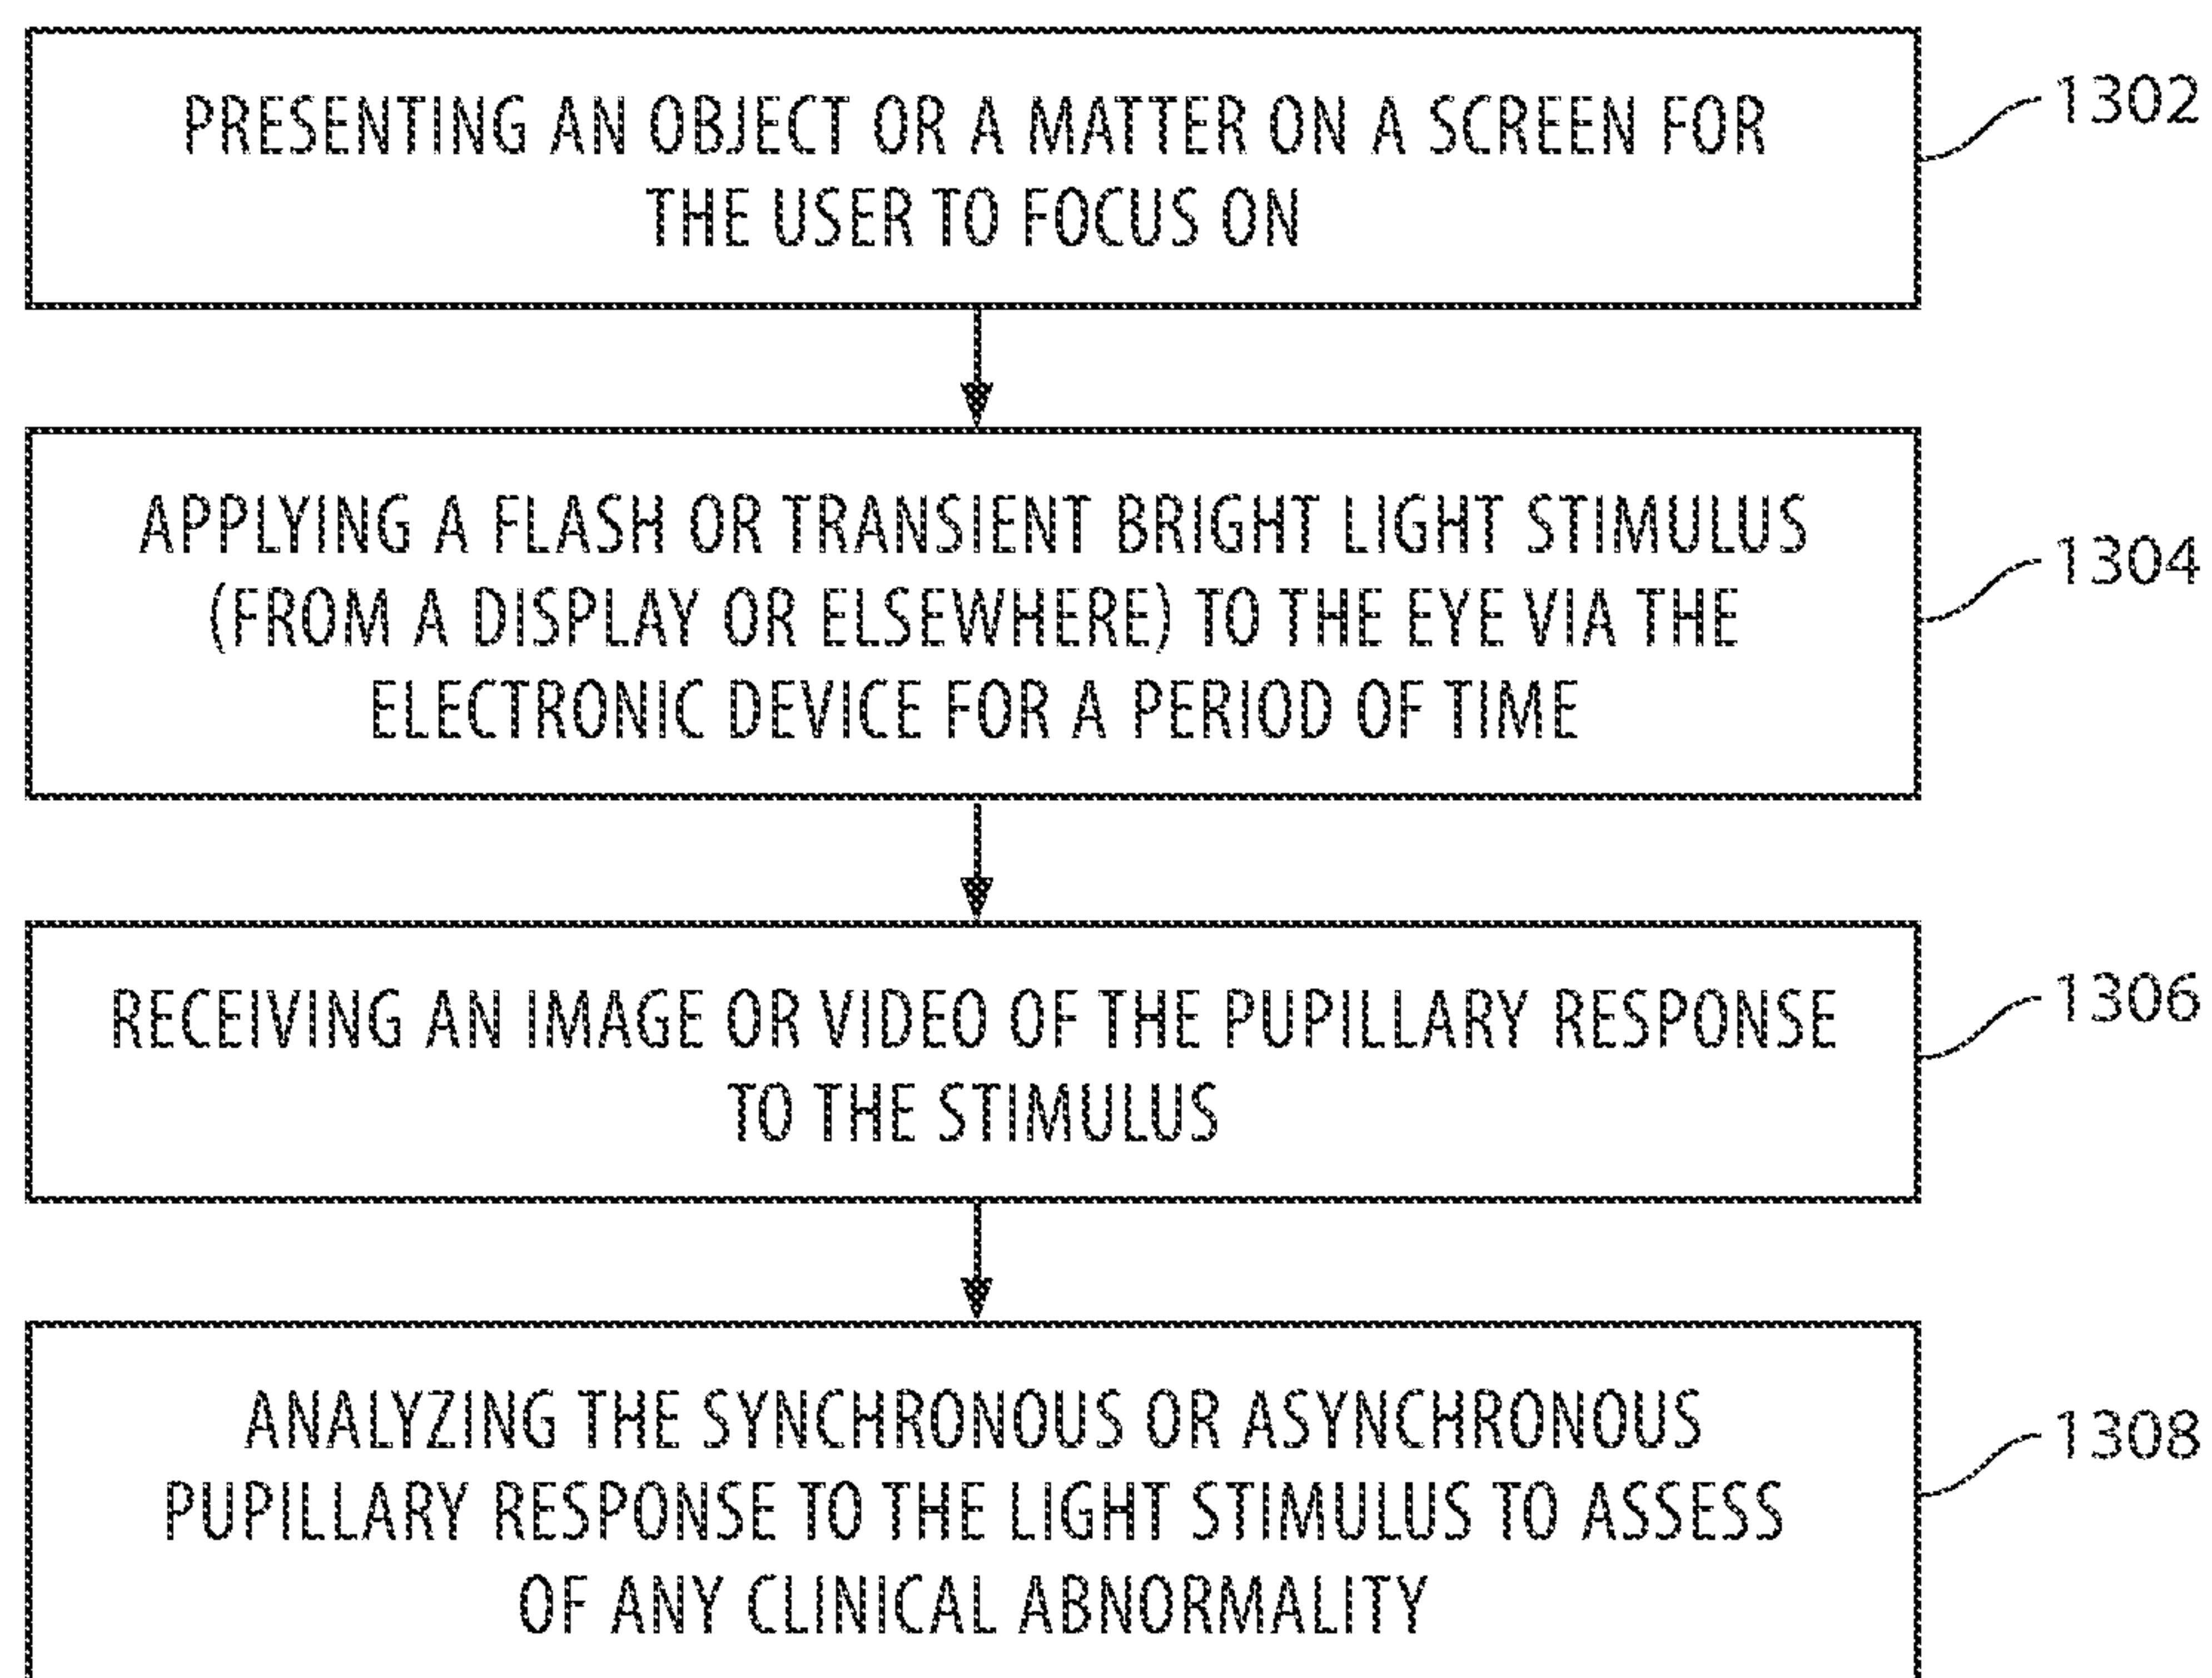 PRESENTING AN OBJECT OR A MATTER ON A SCREEN FOR
THE USER TO FOCUS ON
1302
APPLYING A FLASH OR TRANSIENT BRIGHT LIGHT STIMULUS
(FROM A DISPLAY OR ELSEWHERE) TO THE EYE VIA THE
ELECTRONIC DEVICE FOR A PERIOD OF TIME
1304
RECEIVING AN IMAGE OR VIDEO OF THE PUPILLARY RESPONSE
TO THE STIMULUS
1306
ANALYZING THE SYNCHRONOUS OR ASYNCHRONOUS
PUPILLARY RESPONSE TO THE LIGHT STIMULUS TO ASSESS
OF ANY CLINICAL ABNORMALITY
1308